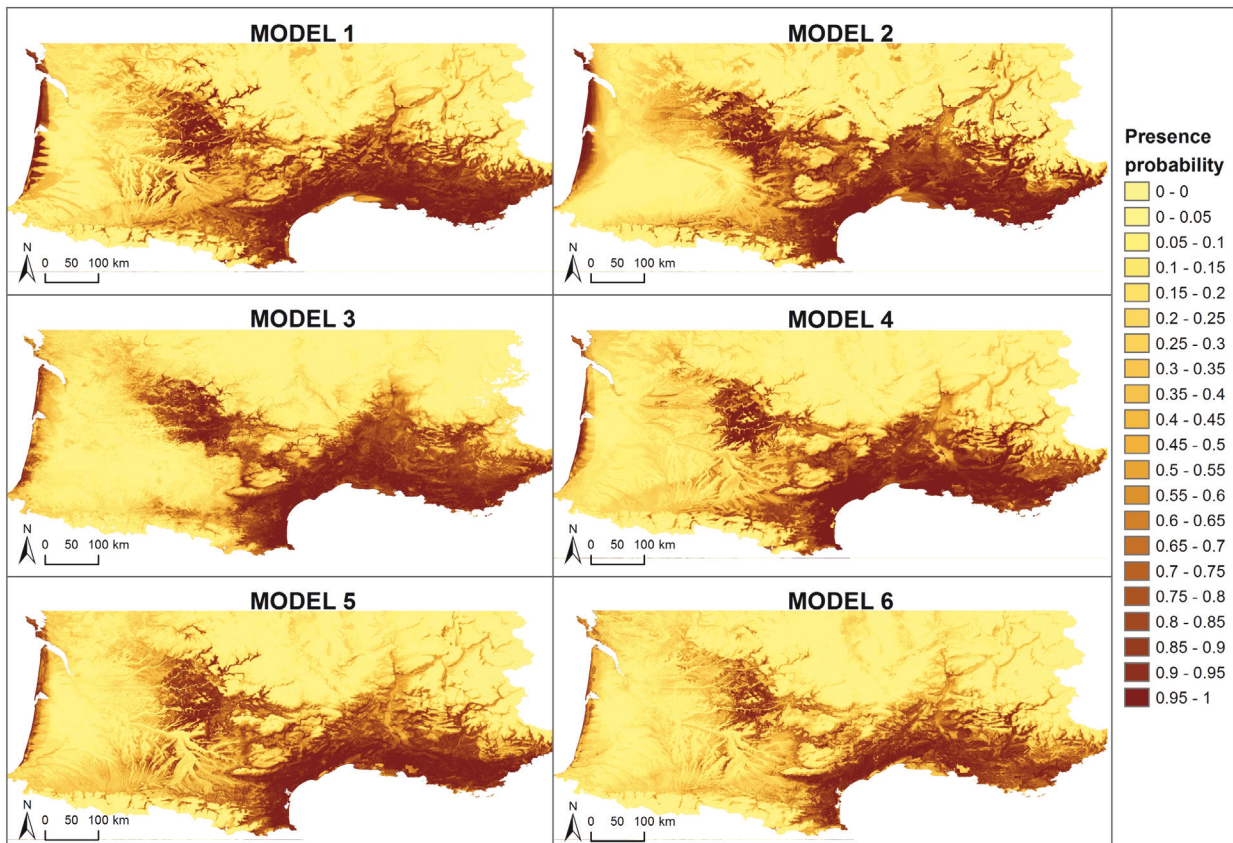 MODEL 1
N
0 50 100 km
MODEL 2
N
0 50 100 km
MODEL 3
N
0 50 100 km
MODEL 4
N
0 50 100 km
MODEL 5
N
0 50 100 km
MODEL 6
N
0 50 100 km
Presence
probability
0 - 0
0 - 0.05
0.05 - 0.1
0.1 - 0.15
0.15 - 0.2
0.2 - 0.25
0.25 - 0.3
0.3 - 0.35
0.35 - 0.4
0.4 - 0.45
0.45 - 0.5
0.5 - 0.55
0.55 - 0.6
0.6 - 0.65
0.65 - 0.7
0.7 - 0.75
0.75 - 0.8
0.8 - 0.85
0.85 - 0.9
0.9 - 0.95
0.95 - 1